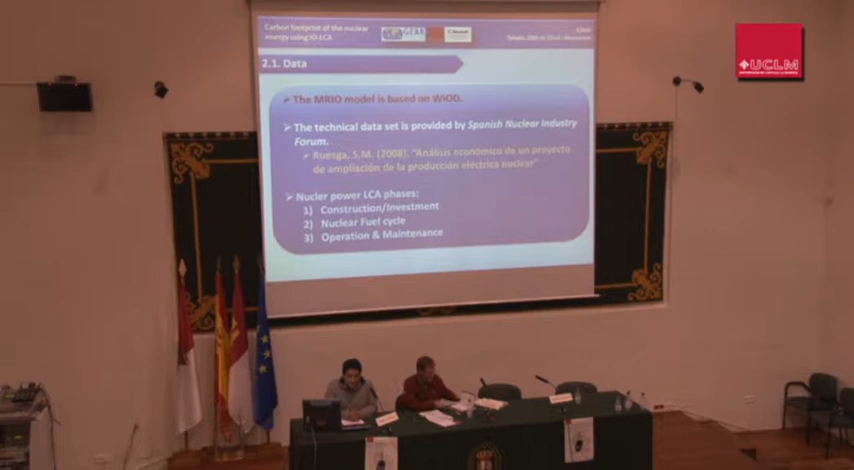 Carbon footprint of the nuclear
energy using IO-LCA
2.1. Data
➢ The MRIO model is based on WIOD.
➢ The technical data set is provided by Spanish Nuclear Industry
Forum.
➢ Ruesga, S.M. (2008). "Análisis económico de un proyecto
de ampliación de la producción eléctrica nuclear"
➢ Nucler power LCA phases:
1) Construction/Investment
2) Nuclear Fuel cycle
3) Operation & Maintenance
UCLM